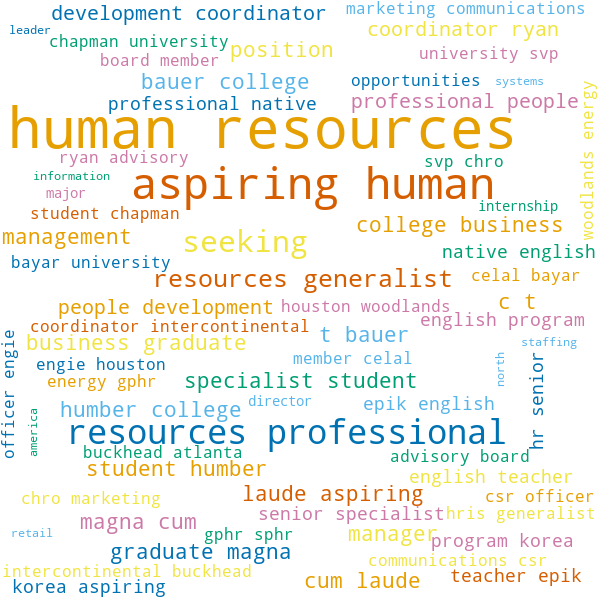 development coordinator
marketing communications
leader
chapman university
coordinator ryan
board member
position
university svp
bauer college
opportunities
systems
professional native
professional people
woodlands energy
human resources
ryan advisory
svp chro
information
aspiring human
major
internship
student chapman
college business
management
seeking
native english
bayar university
resources generalist
celal bayar
people development
houston woodlands
c t
english program
coordinator intercontinental
t bauer
business graduate
officer engie
member celal
staffing
engie houston
north
hr senior
energy gphr
specialist student
director
humber college
epik english
america
resources professional
buckhead atlanta
advisory board
student humber
english teacher
chro marketing
laude aspiring
csr officer
magna cum
senior specialist
hris generalist
retail
gphr sphr
manager
program korea
graduate magna
communications csr
intercontinental buckhead
cum laude
teacher epik
korea aspiring